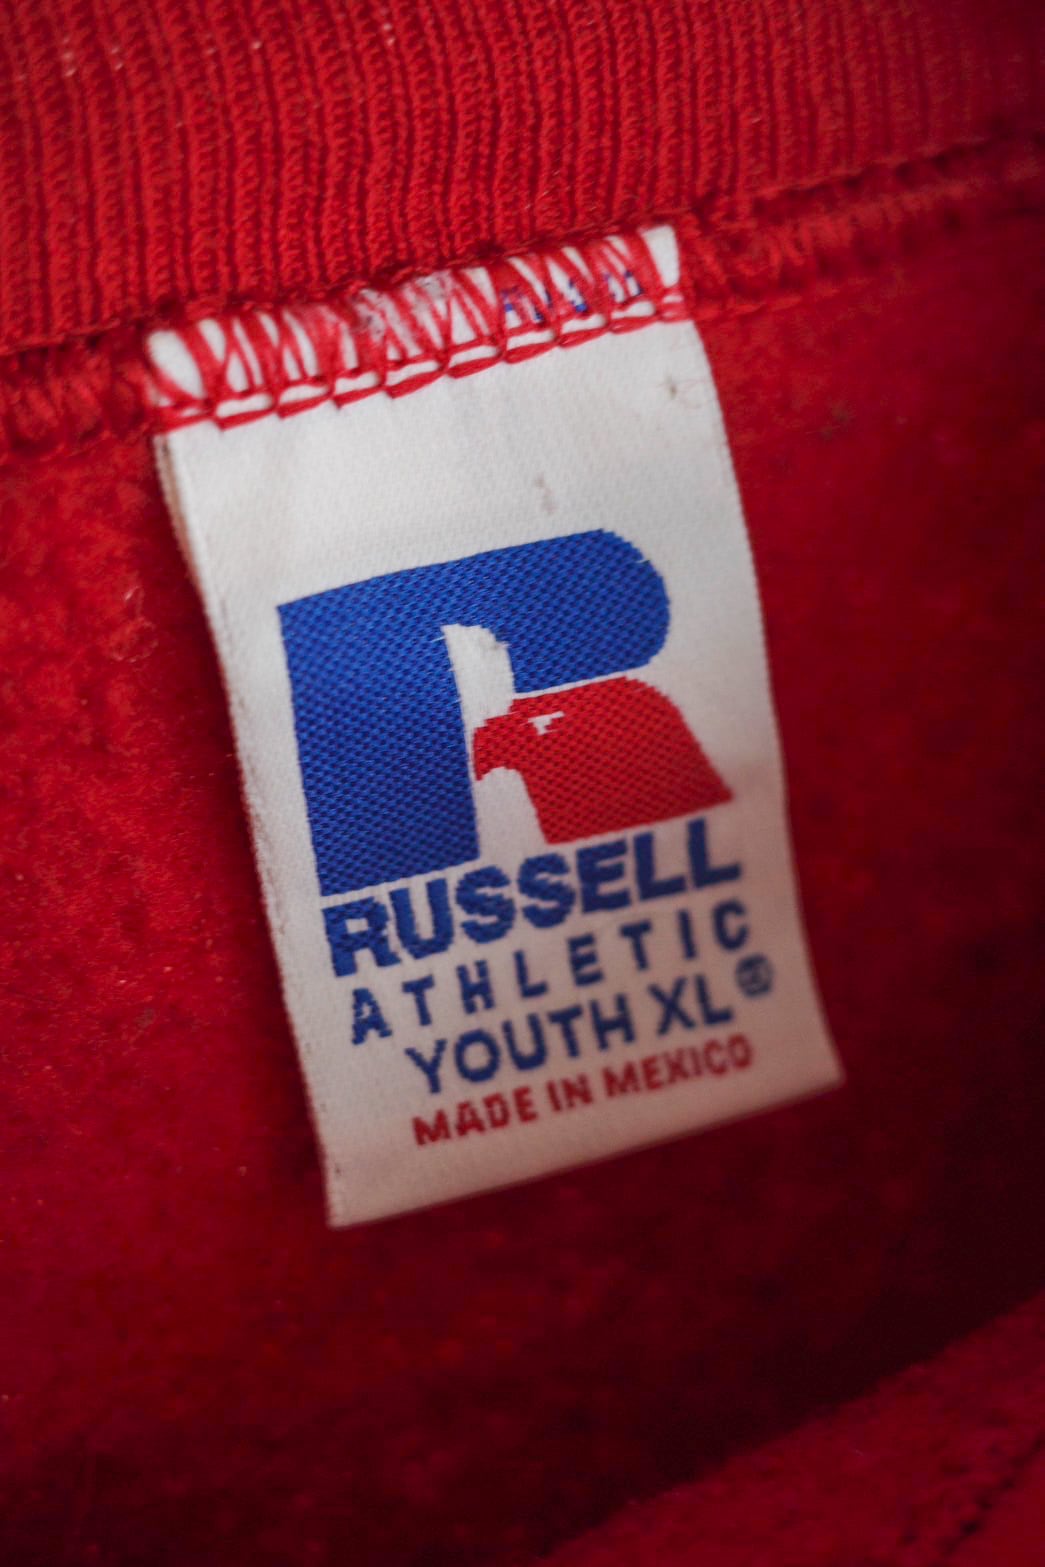 RUSSELL
ATHLETIC
YOUTH XL®
MADE IN MEXICO